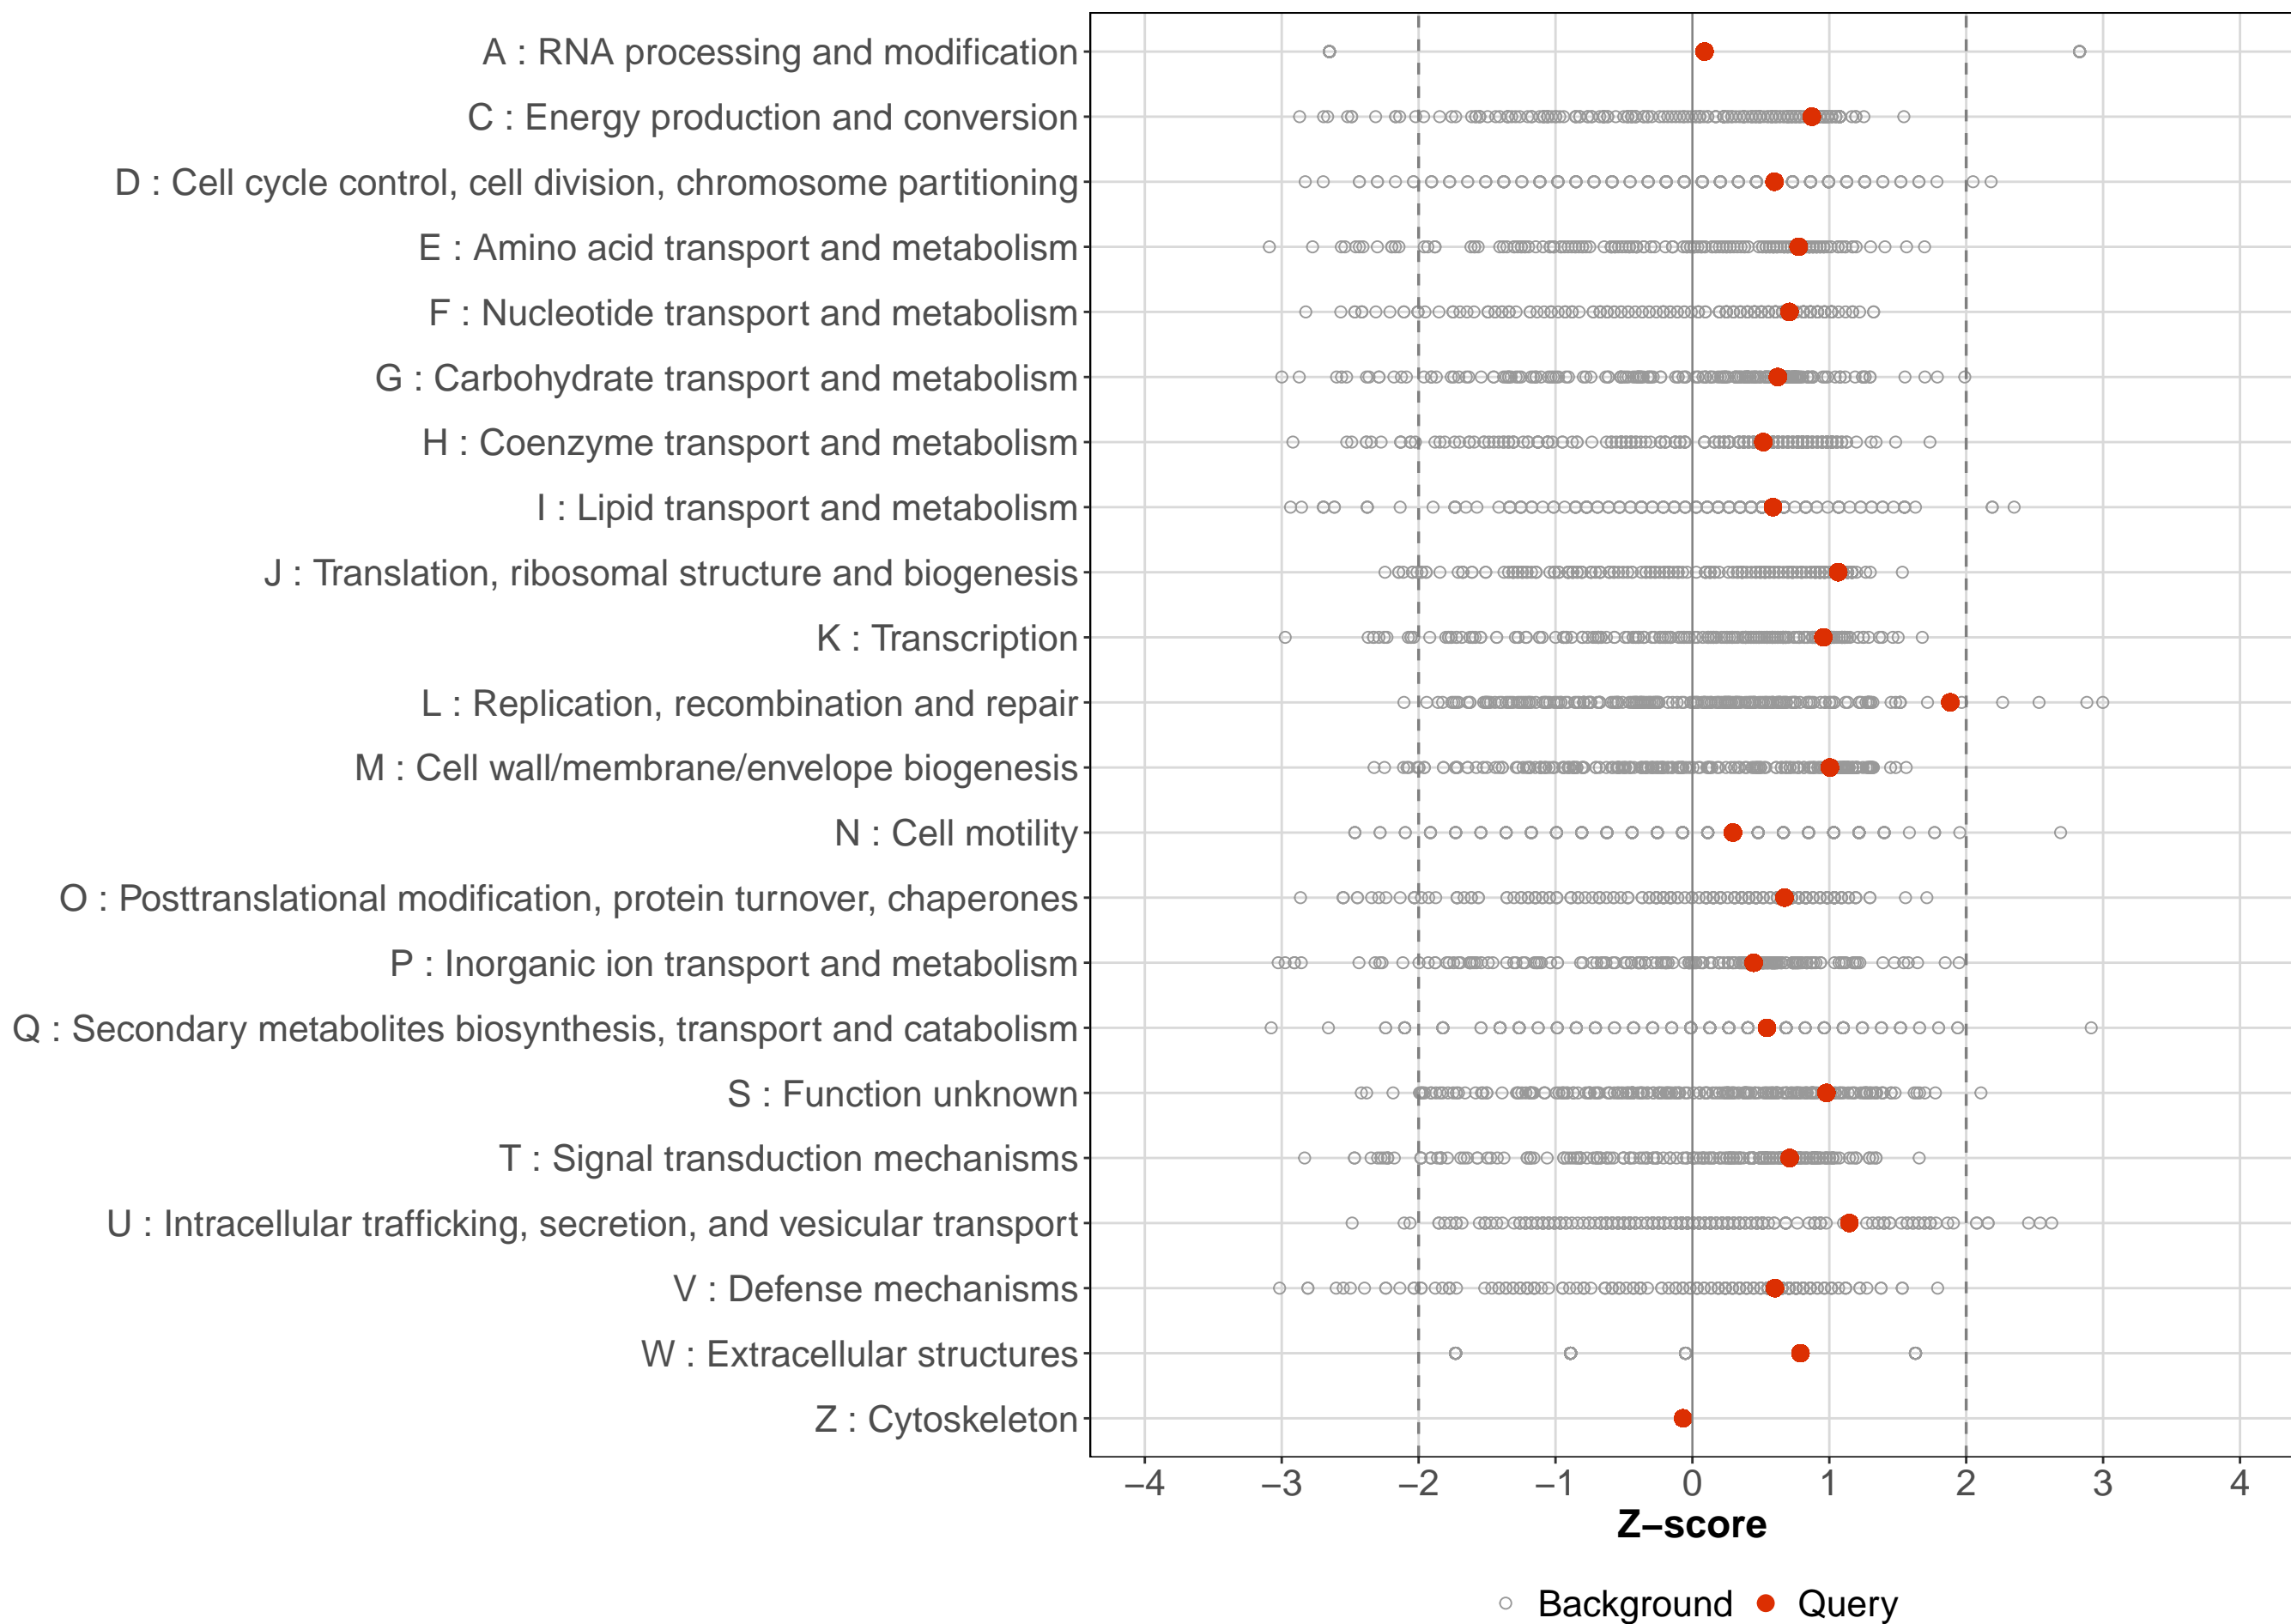 A : RNA processing and modification
C : Energy production and conversion
D : Cell cycle control, cell division, chromosome partitioning
E : Amino acid transport and metabolism
F : Nucleotide transport and metabolism
G : Carbohydrate transport and metabolism
H : Coenzyme transport and metabolism
I : Lipid transport and metabolism
J : Translation, ribosomal structure and biogenesis
K : Transcription
L : Replication, recombination and repair
M : Cell wall/membrane/envelope biogenesis
N : Cell motility
O : Posttranslational modification, protein turnover, chaperones
P : Inorganic ion transport and metabolism
Q : Secondary metabolites biosynthesis, transport and catabolism
S : Function unknown
T : Signal transduction mechanisms
U : Intracellular trafficking, secretion, and vesicular transport
V : Defense mechanisms
W : Extracellular structures
Z : Cytoskeleton
−4 −3 −2 −1 0 1 2 3 4
Z−score
Background Query